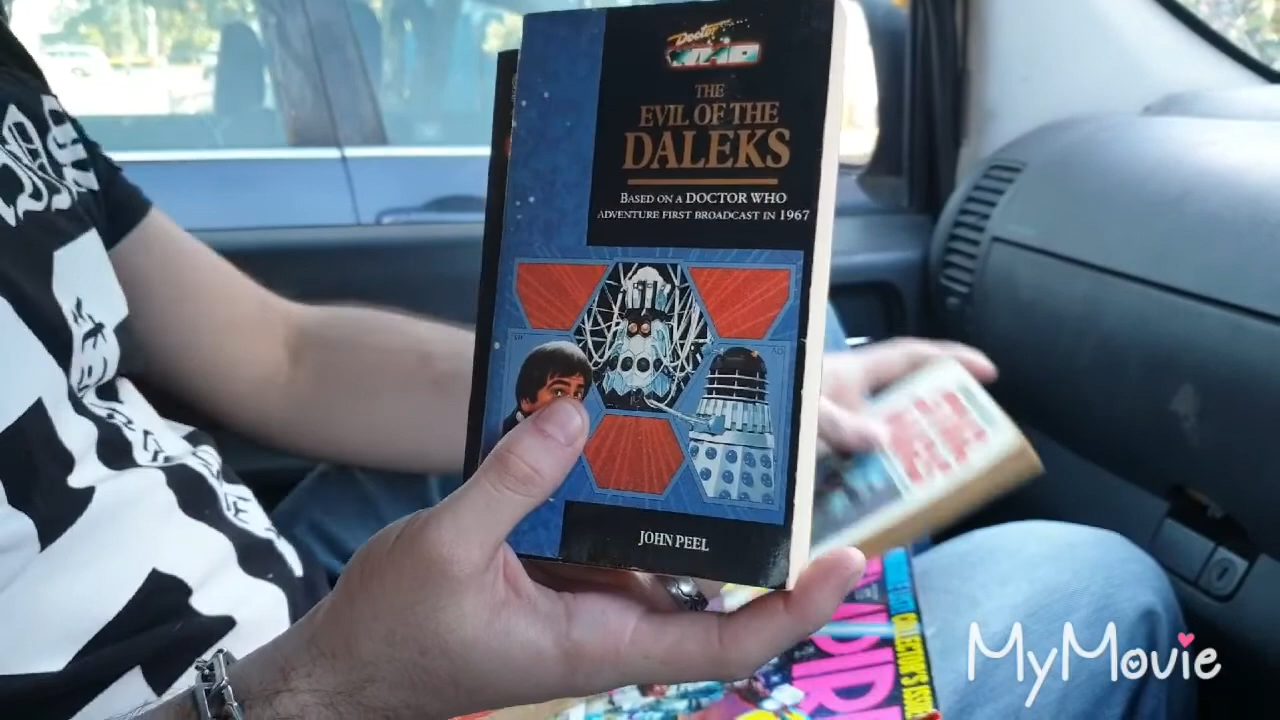 Doctor
WHO
THE
EVIL OF THE
DALEKS
BASED ON A DOCTOR WHO
ADVENTURE FIRST BROADCAST IN 1967
JOHN PEEL
COLLECTOR'S
MyMovie